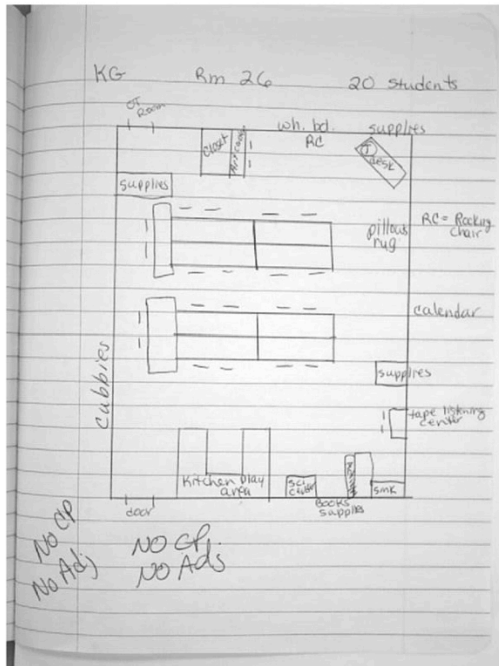 KG Rm 26 20 students
OT
Room
wh. bd. supplies
RC
closet
T
desk
supplies
RC = Rocking
chair
pillows
rug
calendar
supplies
cubbies
tape listening
center
Kitchen play
area
sci
center
smk
Books
supplies
door
NO CP
No Adj
NO CP.
NO Adj